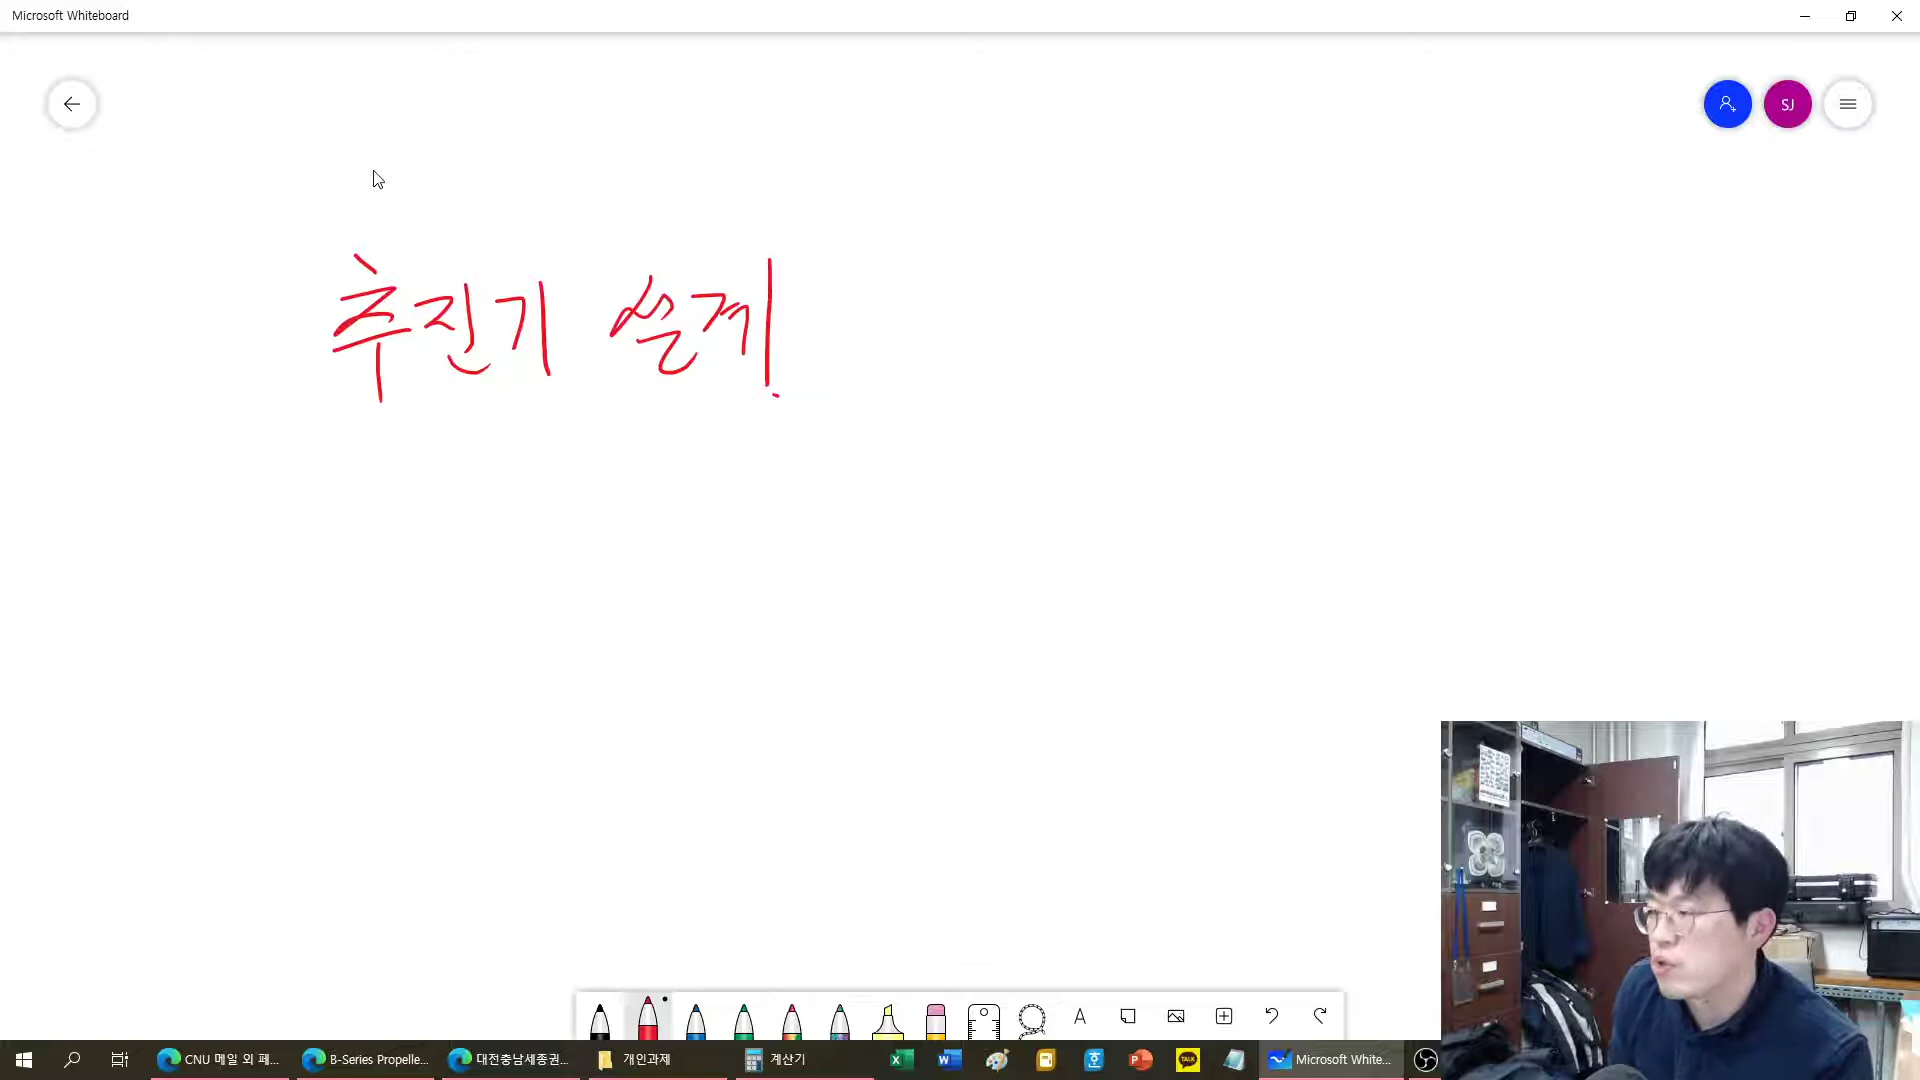 Microsoft Whiteboard
SJ
추진기 설계.
A
CNU 메일 외 페...
B-Series Propelle...
대전충남세종권...
개인과제
계산기
TALK
Microsoft White...